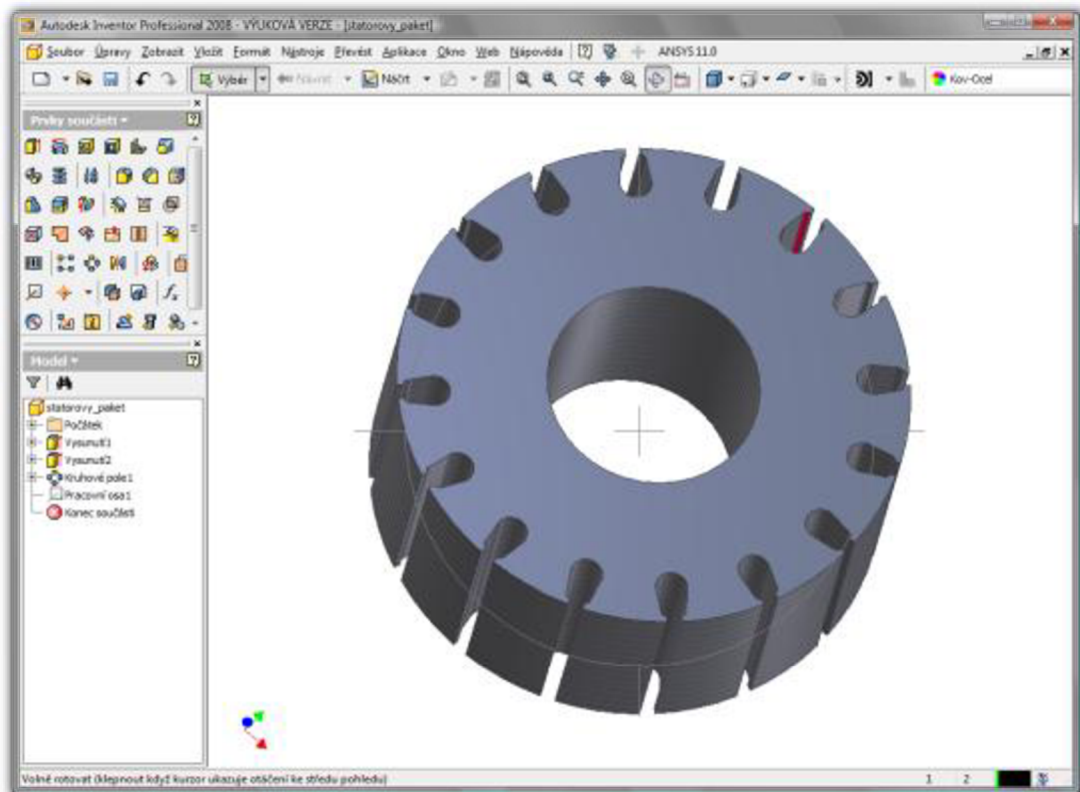 Autodesk Inventor Professional 2008 - VÝUKOVÁ VERZE - [statorovy_paket]
Soubor Úpravy Zobrazit Vložit Formát Nástroje Převést Aplikace Okno Web Nápověda ANSYS 11.0
Výběr Návrat Náčrt Kov-Ocel
Prvky součásti
Model
statorovy_paket
Počátek
Vysunutí1
Vysunutí2
Kruhové pole1
Pracovní osa1
Konec součásti
Volně rotovat (klepnout když kurzor ukazuje otáčení ke středu pohledu) 1 2